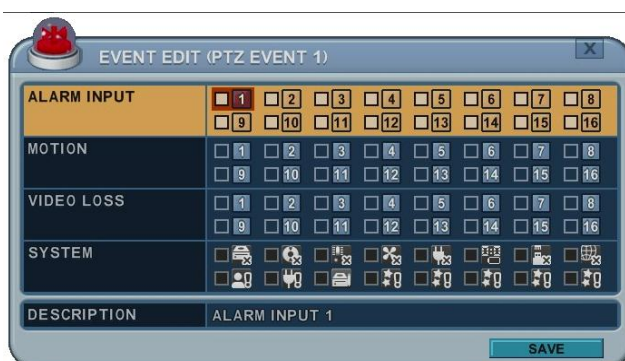 EVENT EDIT (PTZ EVENT 1)
X
ALARM INPUT
1 2 3 4 5 6 7 8
9 10 11 12 13 14 15 16
MOTION
1 2 3 4 5 6 7 8
9 10 11 12 13 14 15 16
VIDEO LOSS
1 2 3 4 5 6 7 8
9 10 11 12 13 14 15 16
SYSTEM
DESCRIPTION
ALARM INPUT 1
SAVE